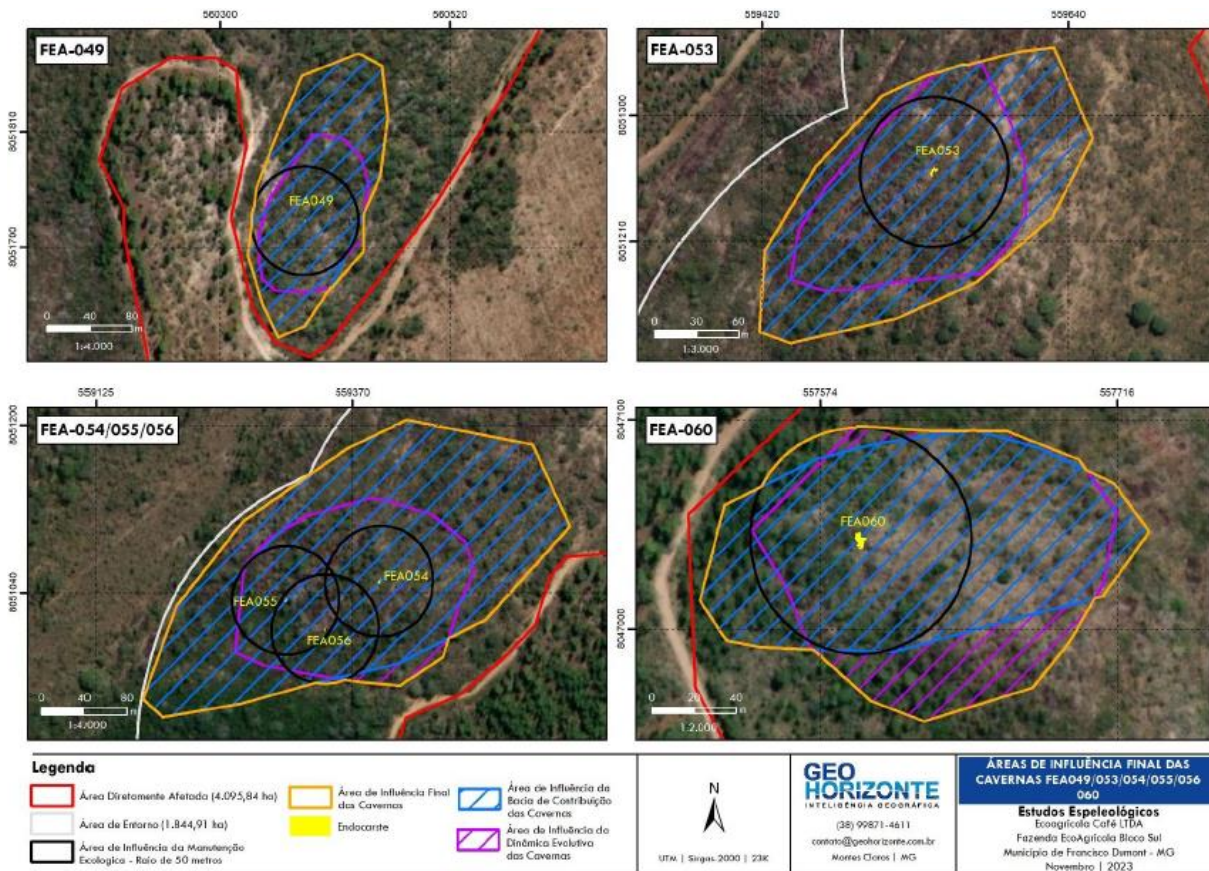 560300 560520
FEA-049
8051810
8051700
FEA049
0 40 80
m
1:4.000
559420 559640
FEA-053
8051300
8051210
FEA053
0 30 60
m
1:3.000
559125 559370
FEA-054/055/056
8051200
8051040
FEA054
FEA055
FEA056
0 40 80
m
1:4.000
557574 557716
FEA-060
8047100
8047000
FEA060
0 20 40
m
1:2.000
Legenda
Área Diretamente Afetada (4.095,84 ha)
Área de Entorno (1.844,91 ha)
Área de Influência da Manutenção
Ecologica - Raio de 50 metros
Área de Influência Final
das Cavernas
Endocarste
Área de Influência da
Bacia de Contribuição
das Cavernas
Área de Influência da
Dinâmica Evolutiva
das Cavernas
N
UTM | Sirgas 2000 | 23K
GEO
HORIZONTE
INTELIGÊNCIA GEOGRÁFICA
(38) 99871-4611
contato@geohorizonte.com.br
Montes Claros | MG
ÁREAS DE INFLUÊNCIA FINAL DAS
CAVERNAS FEA049/053/054/055/056
060
Estudos Espeleológicos
Ecoagrícola Café LTDA
Fazenda EcoAgrícola Bloco Sul
Município de Francisco Dumont - MG
Novembro | 2023